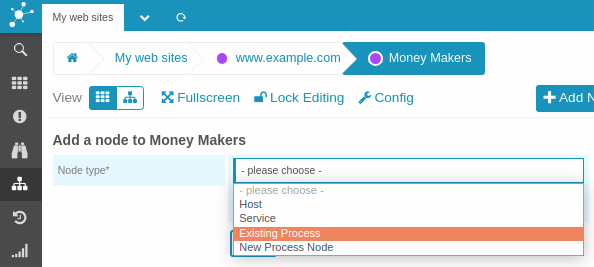 My web sites
My web sites
www.example.com
Money Makers
View
Fullscreen
Lock Editing
Config
Add N
Add a node to Money Makers
Node type*
- please choose -
- please choose -
Host
Service
Existing Process
New Process Node